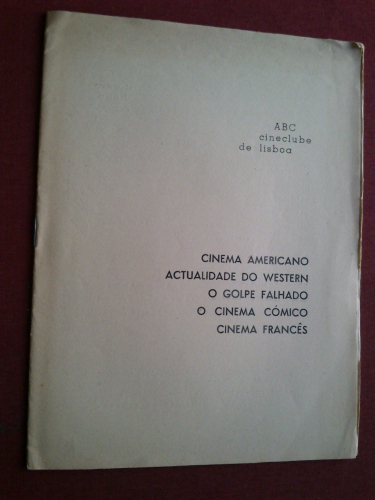 ABC
cineclube
de lisboa
CINEMA AMERICANO
ACTUALIDADE DO WESTERN
O GOLPE FALHADO
O CINEMA CÓMICO
CINEMA FRANCÊS